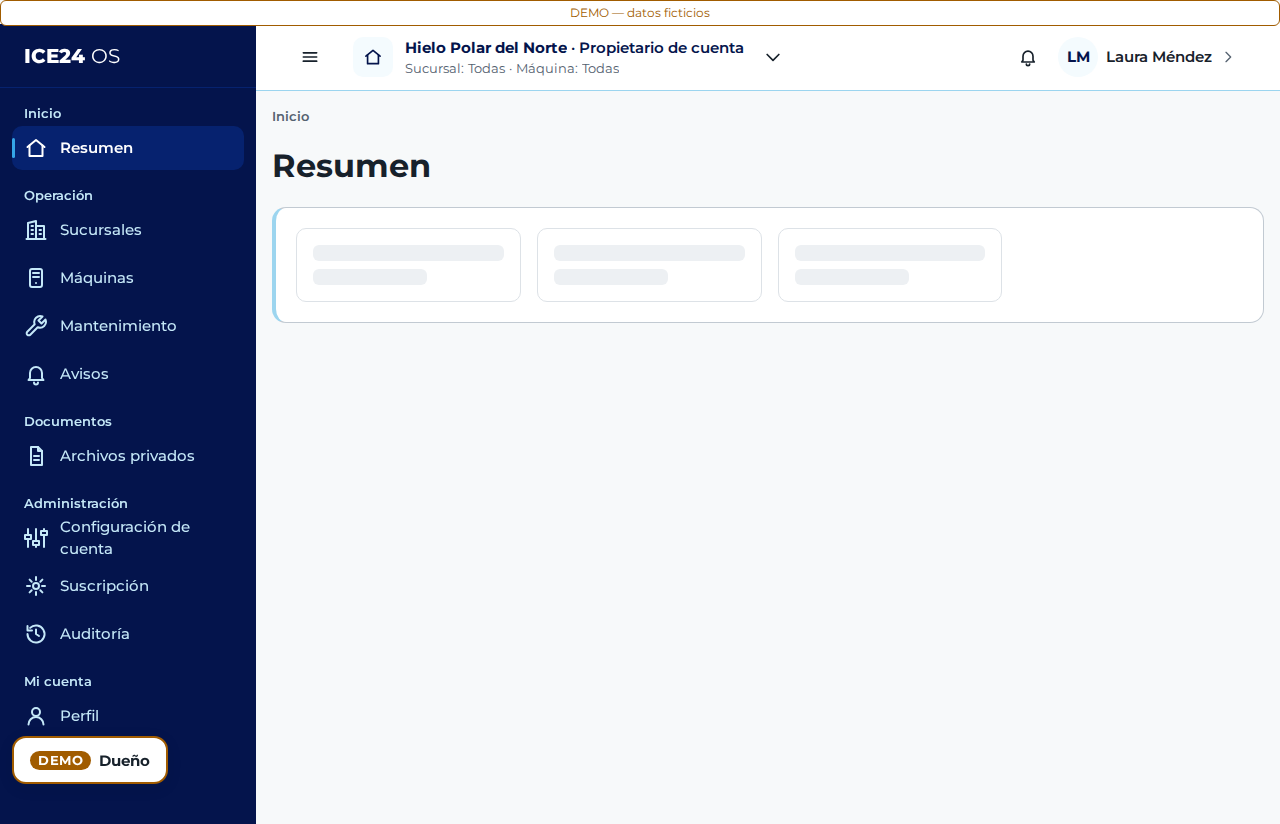 DEMO — datos ficticios
ICE24 OS
Hielo Polar del Norte · Propietario de cuenta
Sucursal: Todas · Máquina: Todas
LM Laura Méndez
Inicio
Resumen
Operación
Sucursales
Máquinas
Mantenimiento
Avisos
Documentos
Archivos privados
Administración
Configuración de
cuenta
Suscripción
Auditoría
Mi cuenta
Perfil
DEMO Dueño
Inicio
Resumen